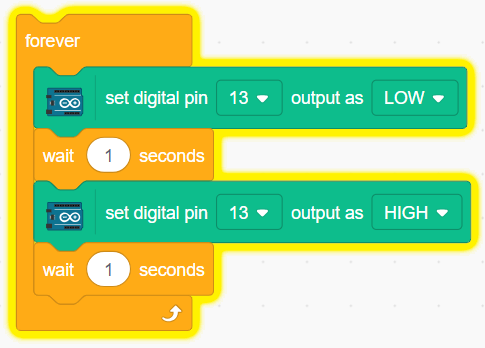 forever
set digital pin 13 output as LOW
wait 1 seconds
set digital pin 13 output as HIGH
wait 1 seconds